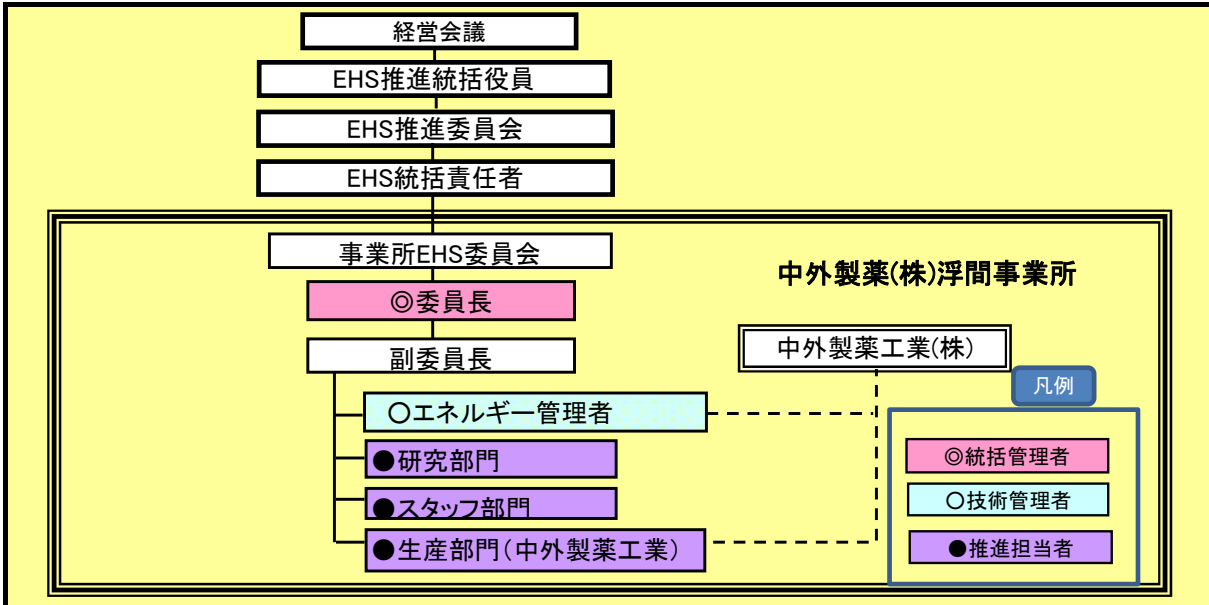 経営会議
EHS推進統括役員
EHS推進委員会
EHS統括責任者
事業所EHS委員会
中外製薬(株)浮間事業所
◎委員長
副委員長
中外製薬工業(株)
凡例
○エネルギー管理者
●研究部門
●スタッフ部門
●生産部門(中外製薬工業)
◎統括管理者
○技術管理者
●推進担当者